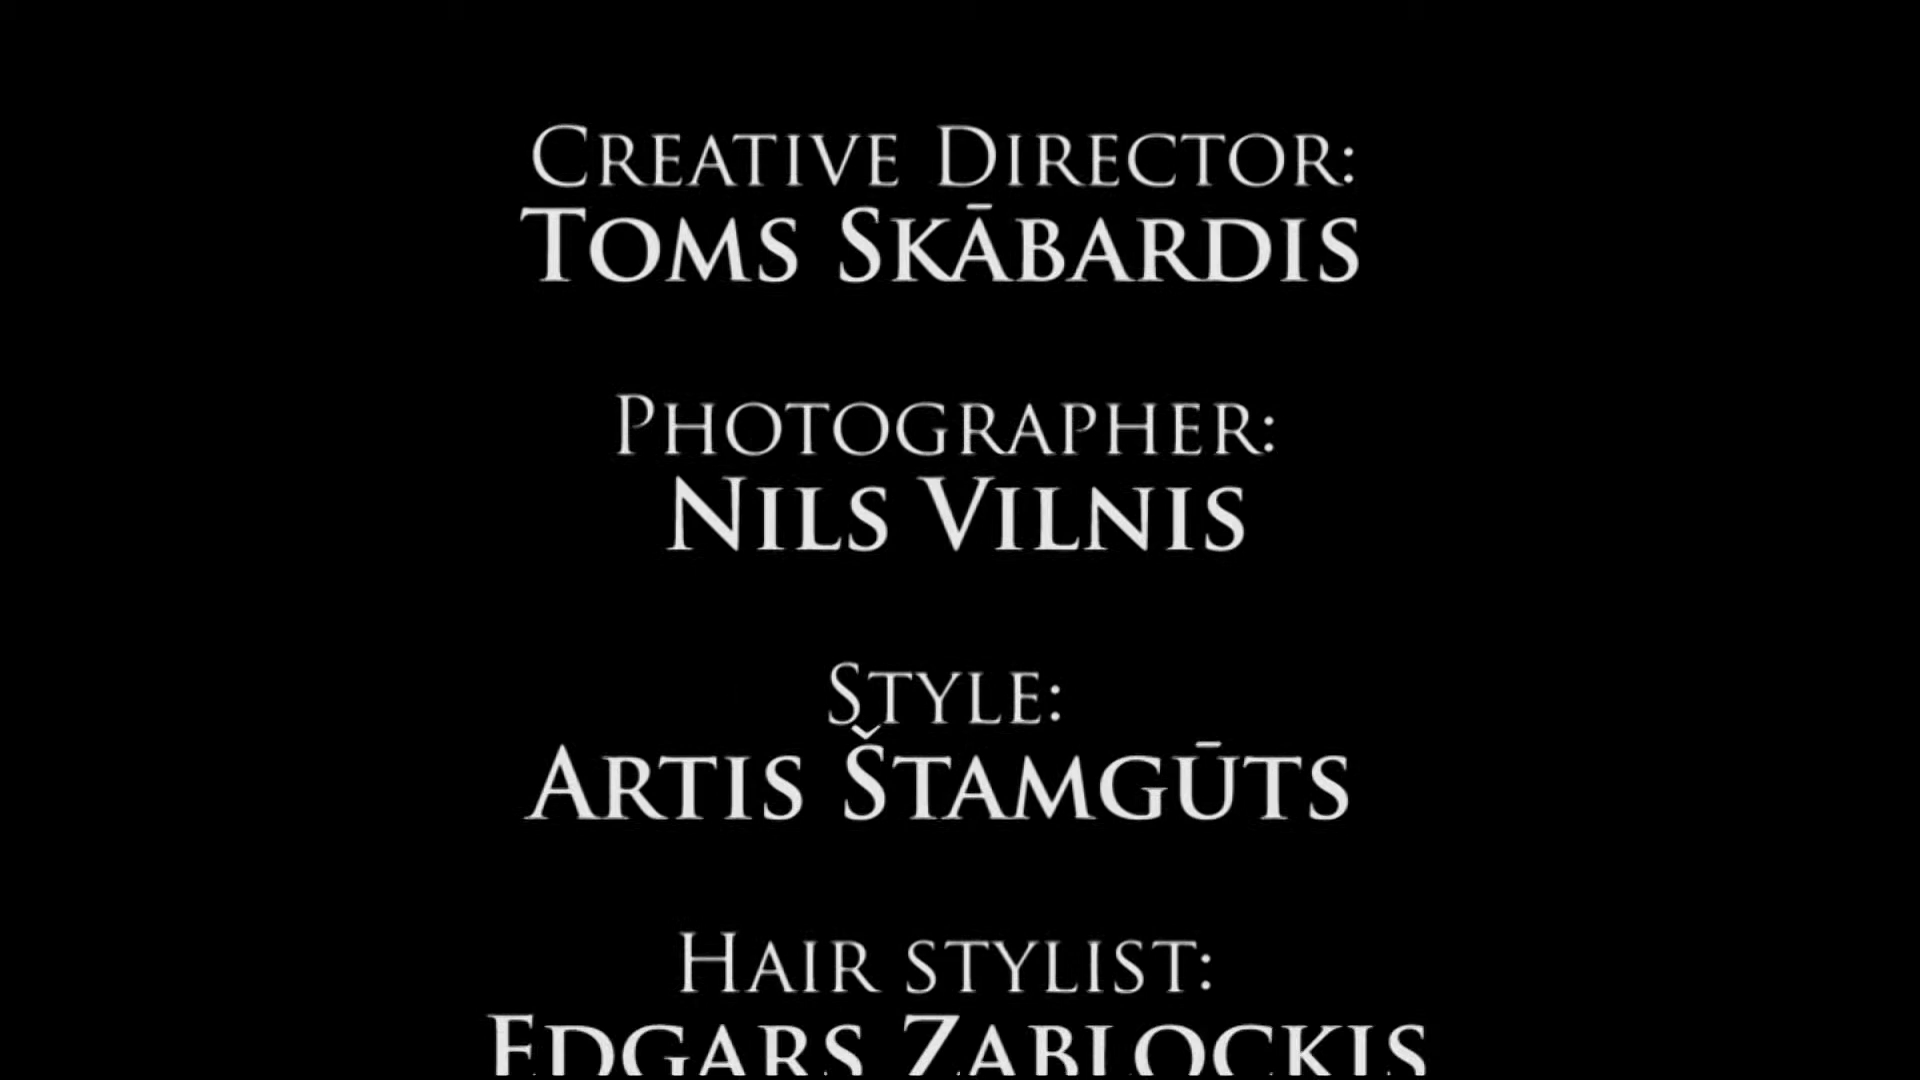 Creative Director:
Toms Skābardis
Photographer:
Nils Vilnis
Style:
Artis Štamgūts
Hair stylist:
Edgars Zablockis